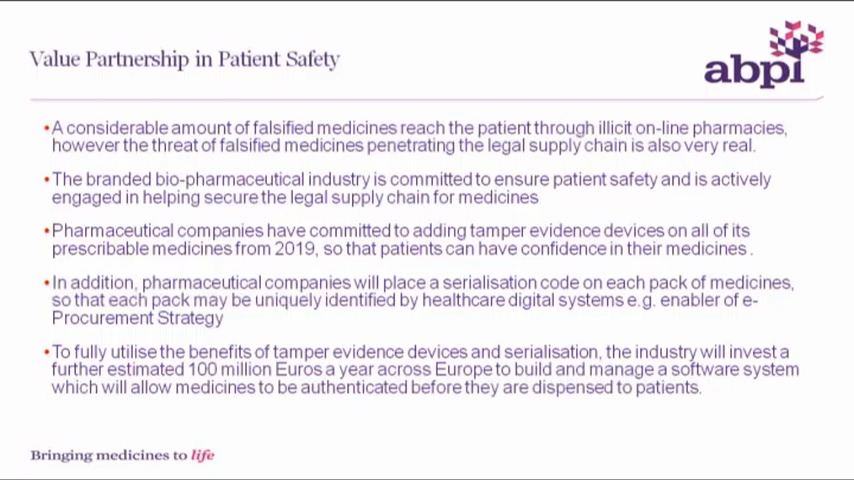 Value Partnership in Patient Safety
abpi
•A considerable amount of falsified medicines reach the patient through illicit on-line pharmacies,
however the threat of falsified medicines penetrating the legal supply chain is also very real.
•The branded bio-pharmaceutical industry is committed to ensure patient safety and is actively
engaged in helping secure the legal supply chain for medicines
•Pharmaceutical companies have committed to adding tamper evidence devices on all of its
prescribable medicines from 2019, so that patients can have confidence in their medicines .
•In addition, pharmaceutical companies will place a serialisation code on each pack of medicines,
so that each pack may be uniquely identified by healthcare digital systems e.g. enabler of e-
Procurement Strategy
•To fully utilise the benefits of tamper evidence devices and serialisation, the industry will invest a
further estimated 100 million Euros a year across Europe to build and manage a software system
which will allow medicines to be authenticated before they are dispensed to patients.
Bringing medicines to life